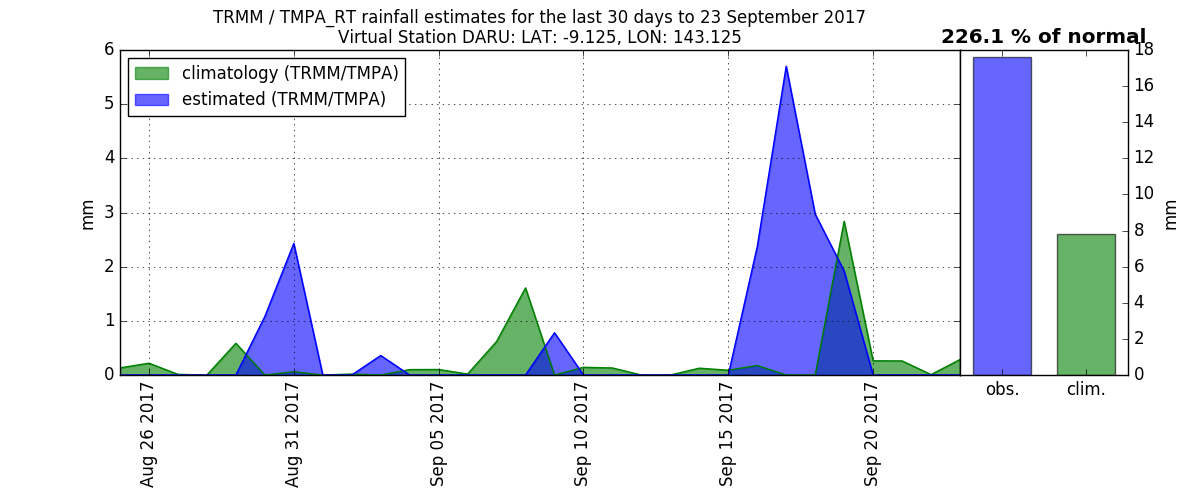 TRMM / TMPA_RT rainfall estimates for the last 30 days to 23 September 2017
Virtual Station DARU: LAT: -9.125, LON: 143.125
226.1 % of normal
climatology (TRMM/TMPA)
estimated (TRMM/TMPA)
6
5
4
3
2
1
0
mm
Aug 26 2017
Aug 31 2017
Sep 05 2017
Sep 10 2017
Sep 15 2017
Sep 20 2017
18
16
14
12
10
8
6
4
2
0
mm
obs.
clim.